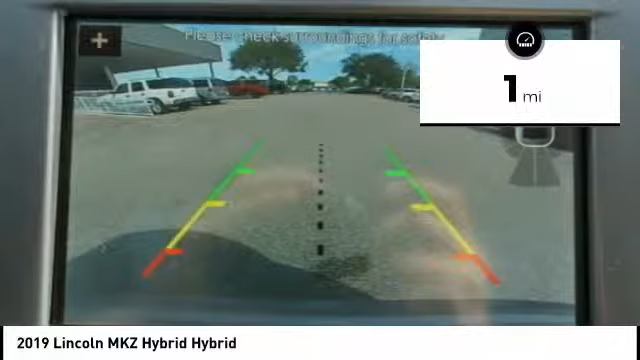 Please check surroundings for safety
1 mi
2019 Lincoln MKZ Hybrid Hybrid